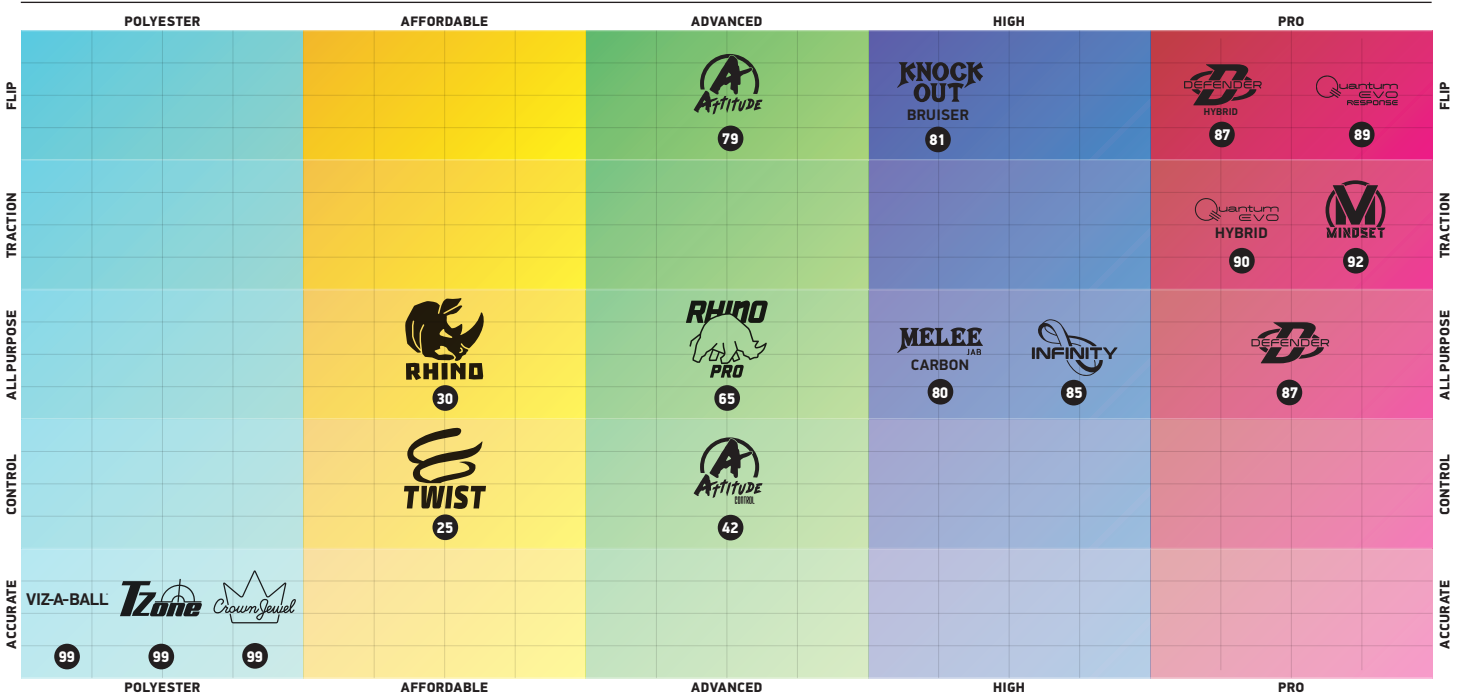 POLYESTER AFFORDABLE ADVANCED HIGH PRO
FLIP
ATTITUDE
79
KNOCK
OUT
BRUISER
81
D
DEFENDER
HYBRID
87
Quantum
EVO
RESPONSE
89
FLIP
TRACTION
Quantum
EVO
HYBRID
90
M
MINDSET
92
TRACTION
ALL PURPOSE
RHINO
30
RHINO
PRO
65
MELEE
JAB
CARBON
80
INFINITY
85
D
DEFENDER
87
ALL PURPOSE
CONTROL
TWIST
25
ATTITUDE
CONTROL
42
CONTROL
ACCURATE
VIZ-A-BALL
99
TZone
99
Crown Jewel
99
ACCURATE
POLYESTER AFFORDABLE ADVANCED HIGH PRO